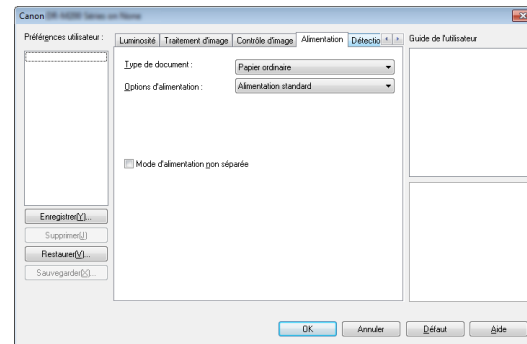 Canon
Préférences utilisateur :
Luminosité Traitement d'image Contrôle d'image Alimentation Détectio
Guide de l'utilisateur
Type de document :
Papier ordinaire
Options d'alimentation :
Alimentation standard
Mode d'alimentation non séparée
Enregistrer(Y)...
Supprimer(J)
Restaurer(V)...
Sauvegarder(X)...
OK Annuler Défaut Aide